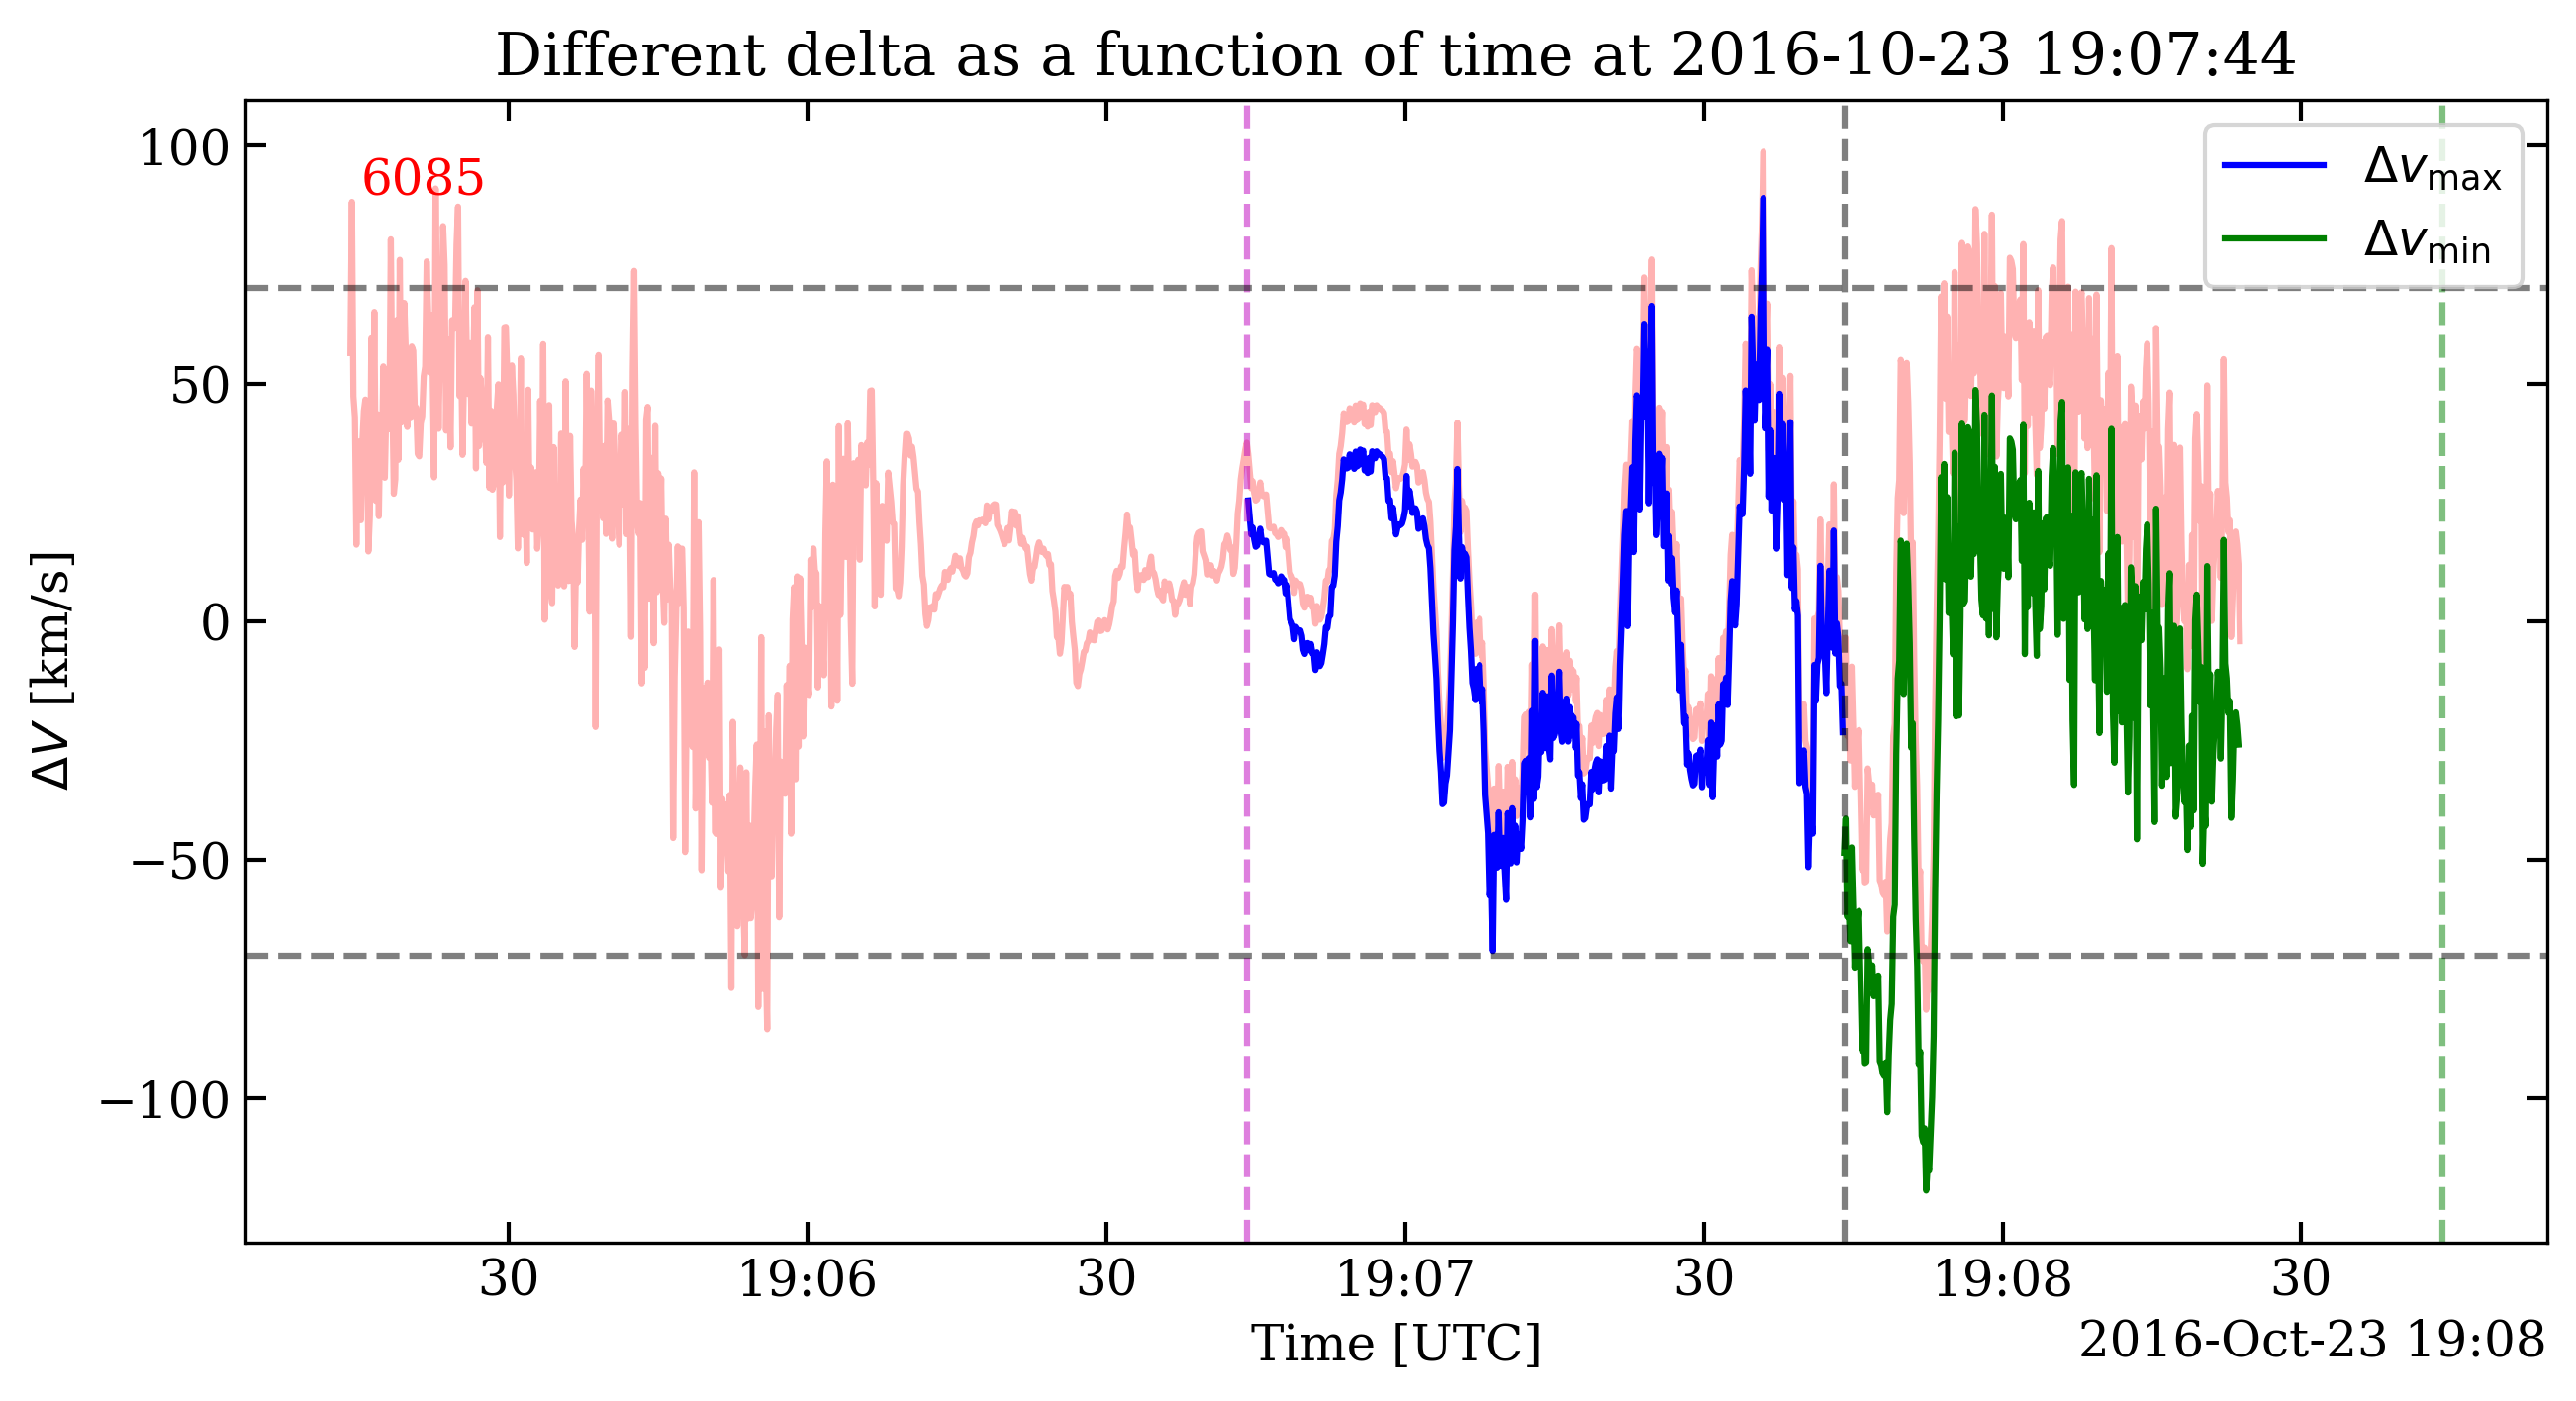 Different delta as a function of time at 2016-10-23 19:07:44
100
50
0
−50
−100
ΔV [km/s]
6085
Δvmax
Δvmin
30 19:06 30 19:07 30 19:08 30
Time [UTC]
2016-Oct-23 19:08